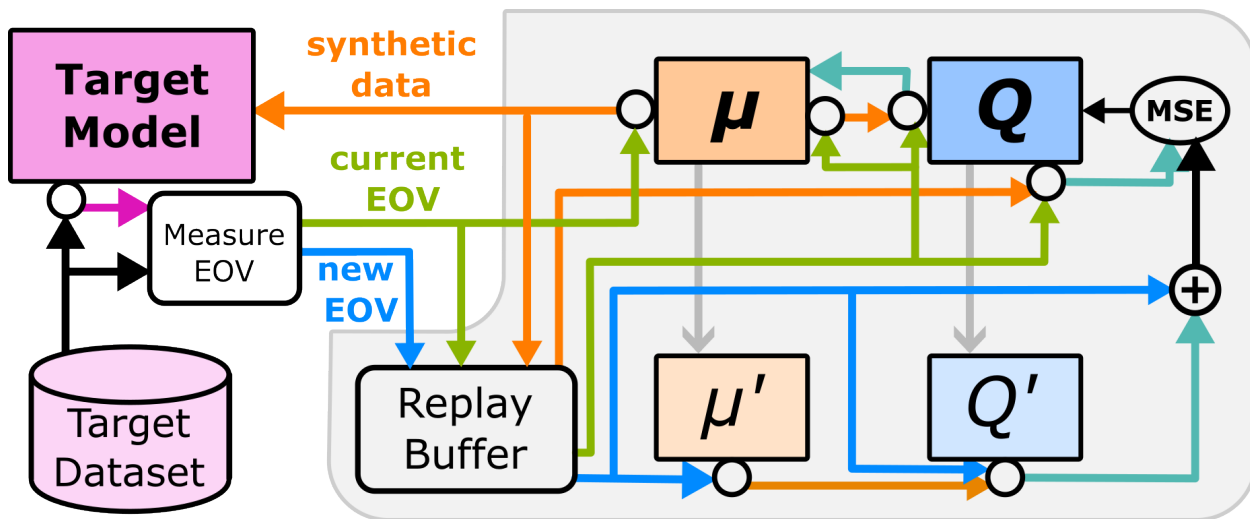 Target
Model
synthetic
data
current
EOV
Measure
EOV
new
EOV
Target
Dataset
Replay
Buffer
μ
Q
MSE
+
μ'
Q'